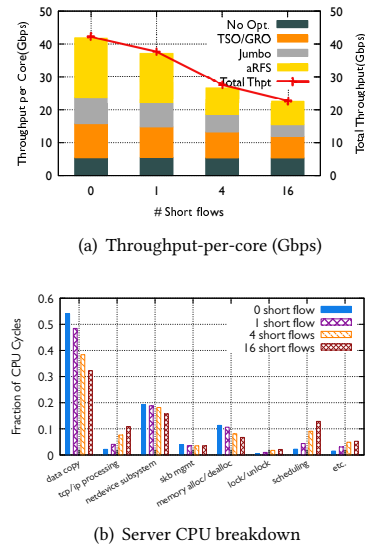 50
40
30
20
10
0
Throughput per Core(Gbps)
No Opt.
TSO/GRO
Jumbo
aRFS
Total Thpt
50
40
30
20
10
0
Total Throughput(Gbps)
0 1 4 16
# Short flows
(a) Throughput-per-core (Gbps)
0.6
0.5
0.4
0.3
0.2
0.1
0
Fraction of CPU Cycles
0 short flow
1 short flow
4 short flows
16 short flows
data copy
tcp/ip processing
netdevice subsystem
skb mgmt
memory alloc/dealloc
lock/unlock
scheduling
etc.
(b) Server CPU breakdown